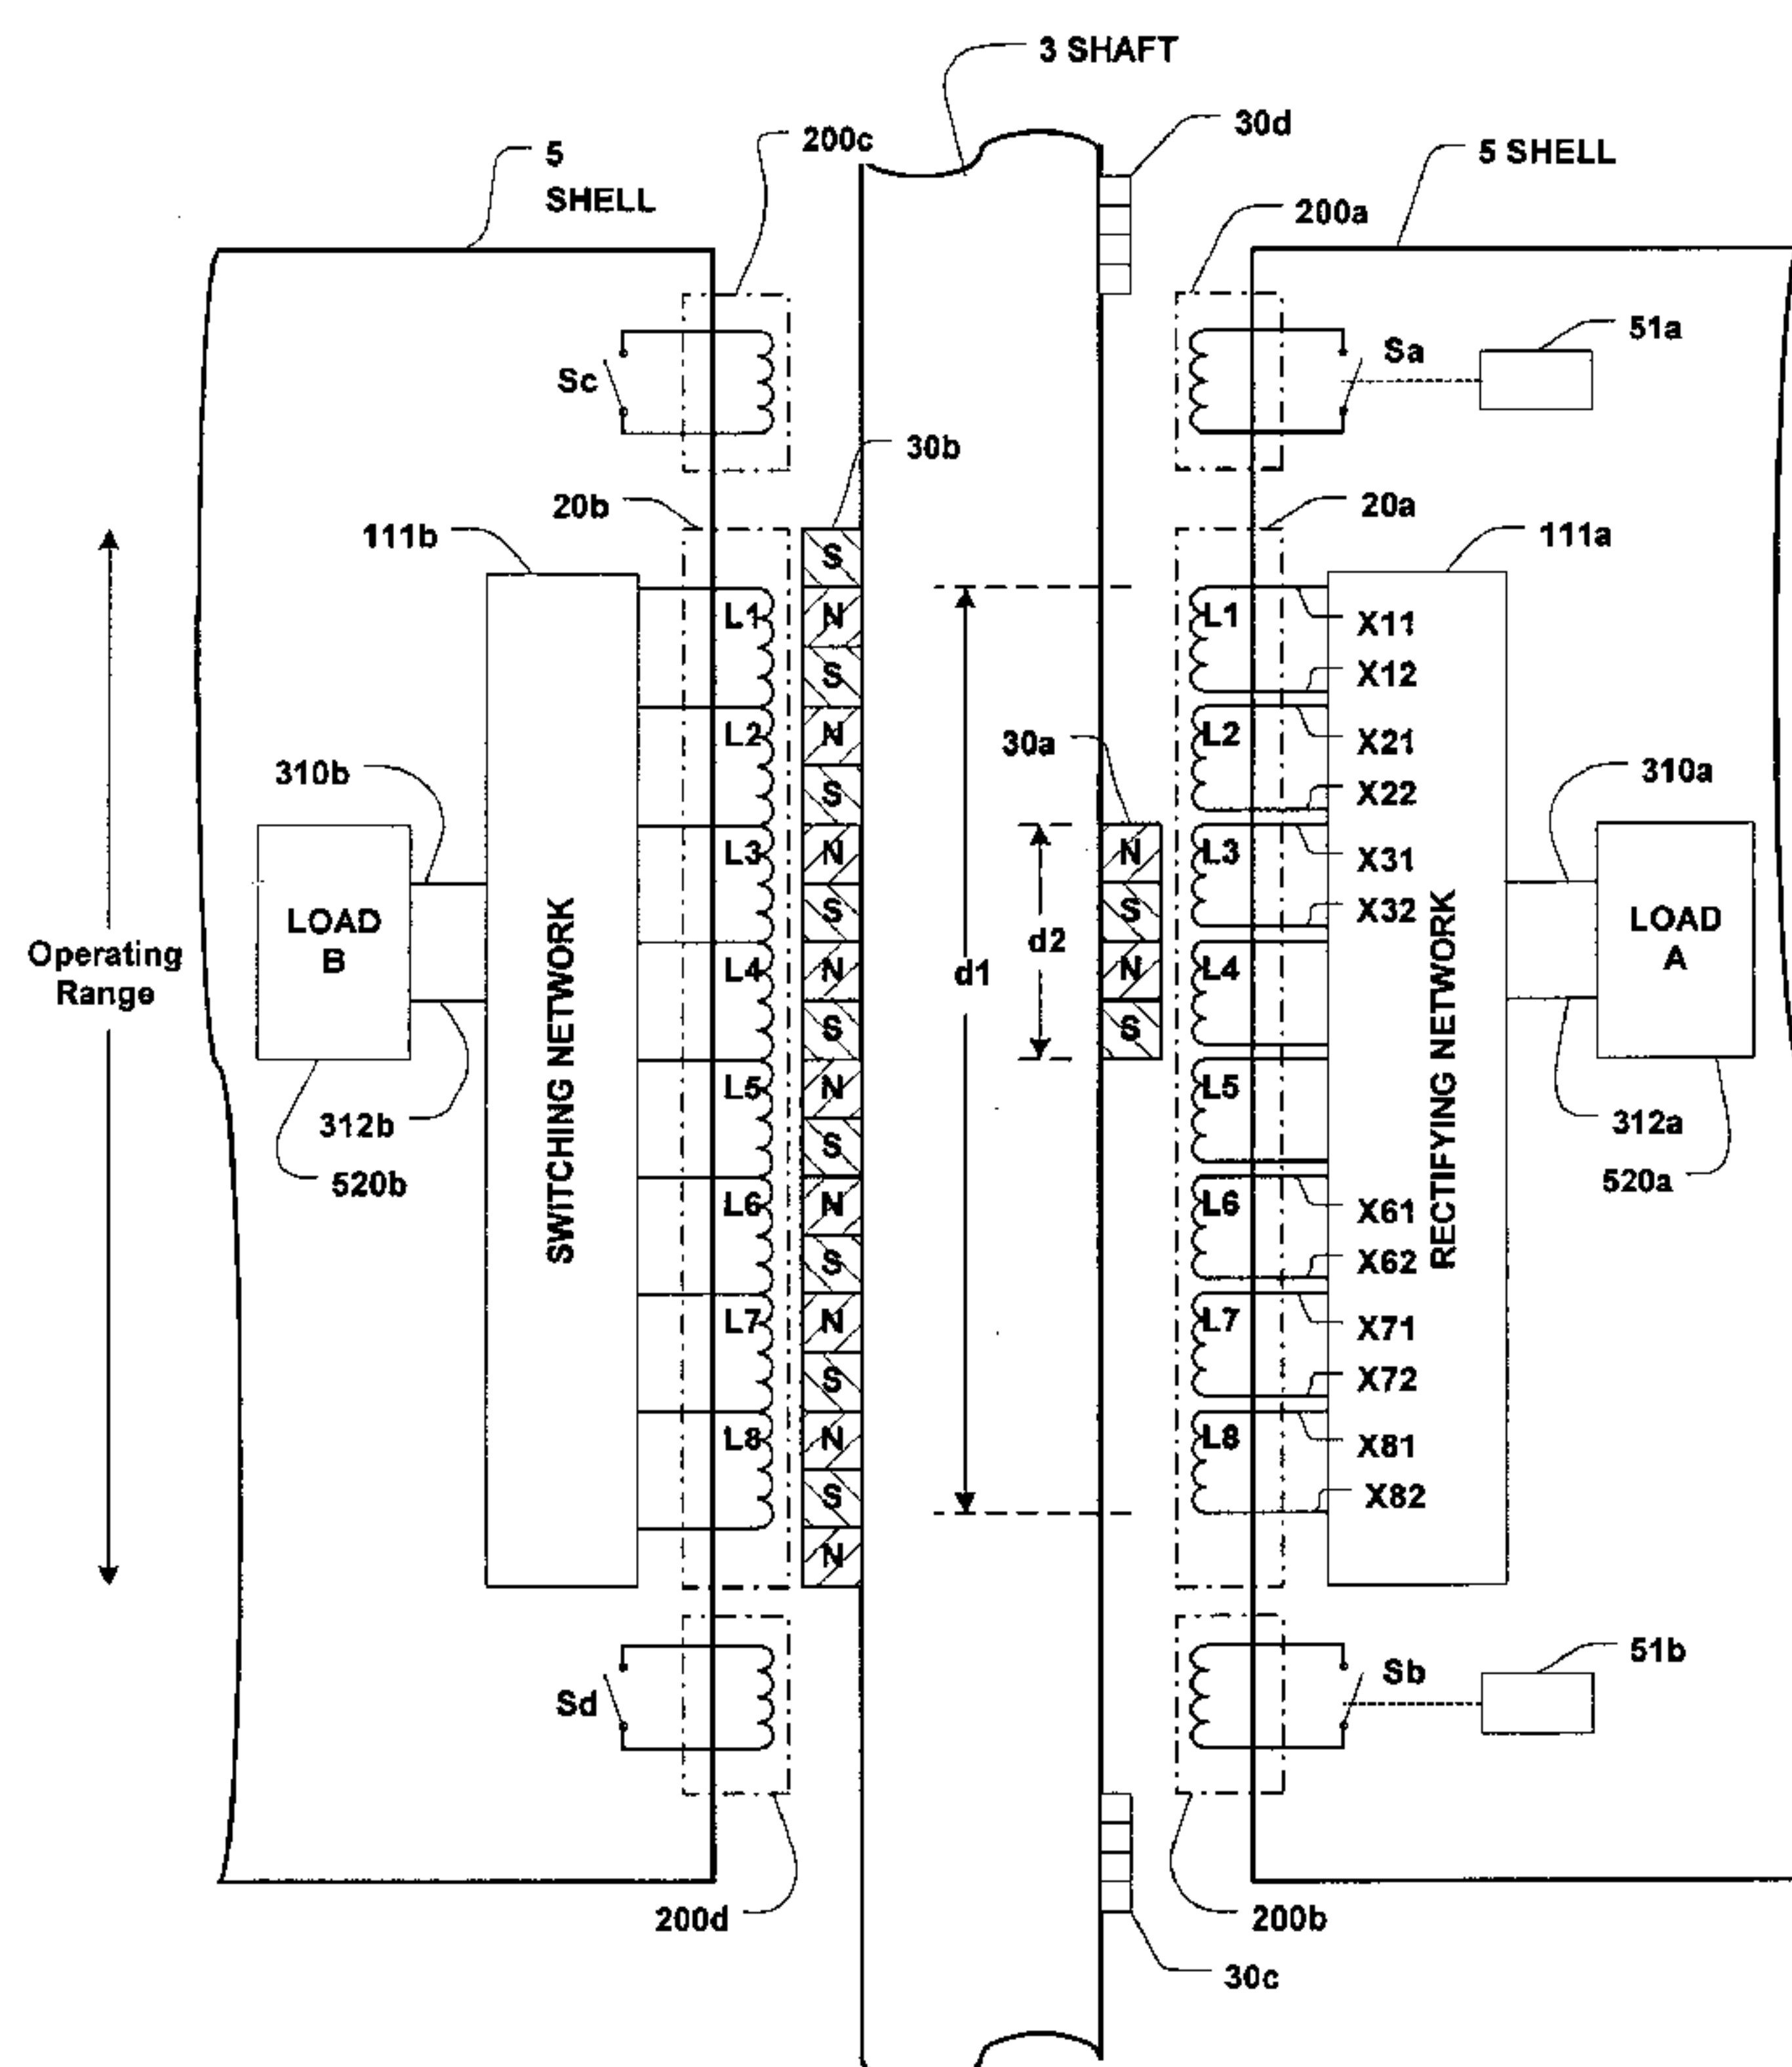 3 SHAFT
30d
200c
5
SHELL
5 SHELL
200a
51a
Sa
Sc
30b
20b
20a
111b
111a
S
N
S
N
S
N
S
N
S
N
S
N
S
N
S
N
S
N
L1
L2
L3
L4
L5
L6
L7
L8
L1
L2
L3
L4
L5
L6
L7
L8
X11
X12
X21
X22
X31
X32
X61
X62
X71
X72
X81
X82
30a
N
S
N
S
d1
d2
310b
310a
LOAD
B
LOAD
A
Operating
Range
SWITCHING NETWORK
RECTIFYING NETWORK
312b
312a
520b
520a
Sd
Sb
51b
200d
200b
30c